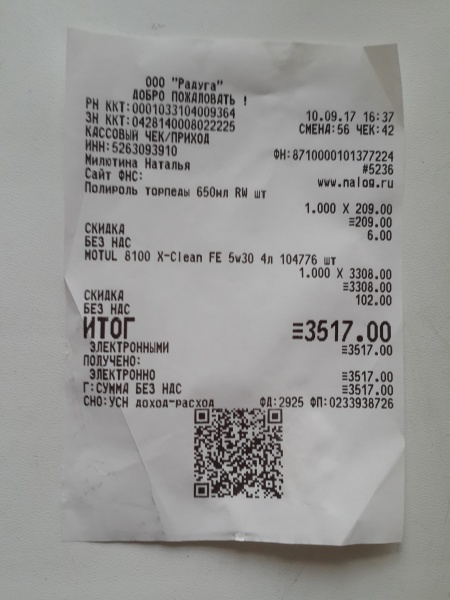 ООО "Радуга"
ДОБРО ПОЖАЛОВАТЬ !
РН ККТ:0001033104009364 10.09.17 16:37
ЗН ККТ:0428140008022225 СМЕНА:56 ЧЕК:42
КАССОВЫЙ ЧЕК/ПРИХОД
ИНН:5263093910 ФН:8710000101377224
Милютина Наталья #5236
Сайт ФНС: www.nalog.ru
Полироль торпеды 650мл RW шт
1.000 X 209.00
≡209.00
СКИДКА 6.00
БЕЗ НДС
MOTUL 8100 X-Clean FE 5w30 4л 104776 шт
1.000 X 3308.00
≡3308.00
СКИДКА 102.00
БЕЗ НДС
ИТОГ ≡3517.00
ЭЛЕКТРОННЫМИ ≡3517.00
ПОЛУЧЕНО:
ЭЛЕКТРОННО ≡3517.00
Г:СУММА БЕЗ НДС ≡3517.00
СНО:УСН доход-расход ФД:2925 ФП:0233938726